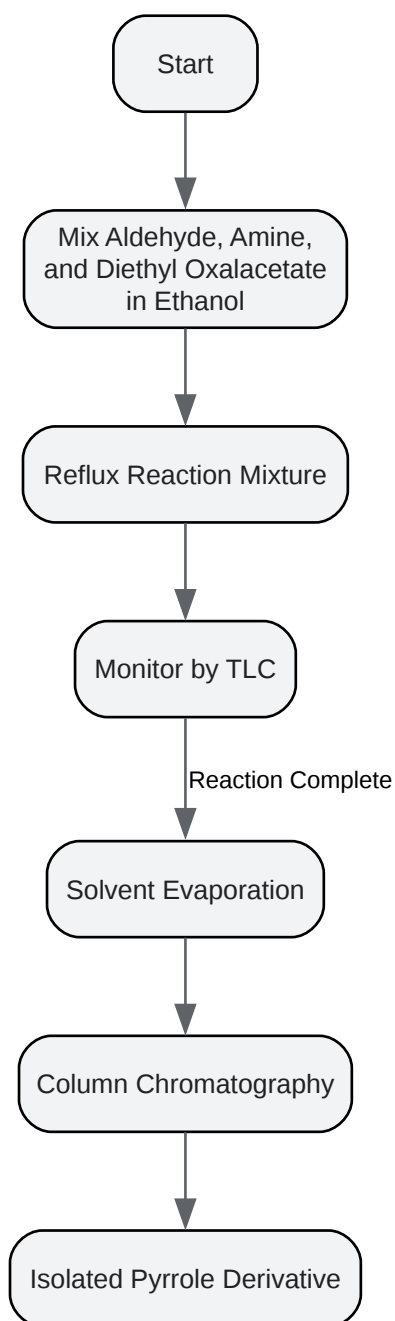 Start
Mix Aldehyde, Amine,
and Diethyl Oxalacetate
in Ethanol
Reflux Reaction Mixture
Monitor by TLC
Reaction Complete
Solvent Evaporation
Column Chromatography
Isolated Pyrrole Derivative